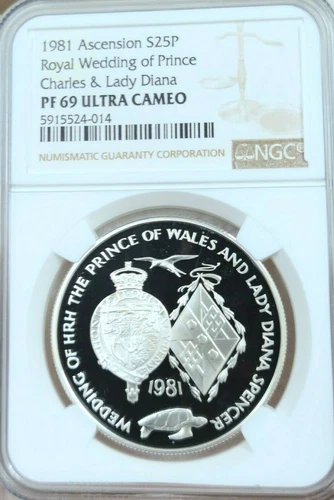 1981 Ascension S25P
Royal Wedding of Prince
Charles & Lady Diana
PF 69 ULTRA CAMEO
5915524-014
NUMISMATIC GUARANTY CORPORATION
NGC
WEDDING OF HRH THE PRINCE OF WALES AND LADY DIANA SPENCER
1981